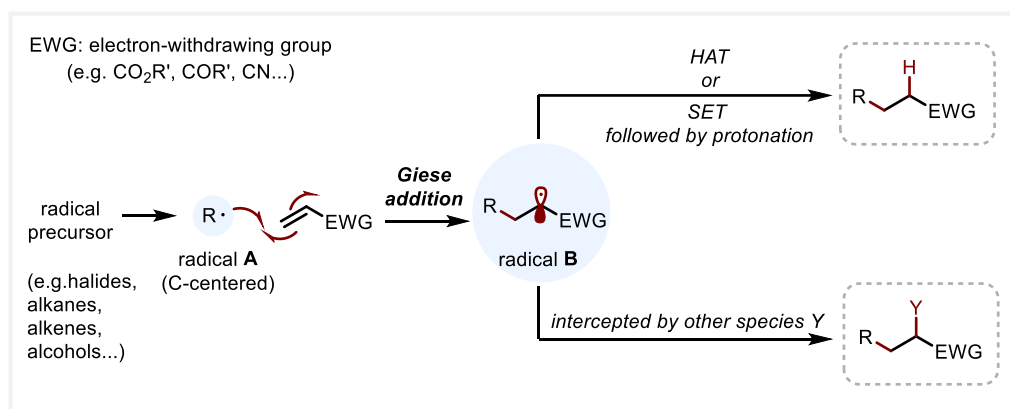 EWG: electron-withdrawing group
(e.g. CO₂R', COR', CN...)
radical
precursor
(e.g.halides,
alkanes,
alkenes,
alcohols...)
R·
radical A
(C-centered)
EWG
Giese
addition
R
EWG
radical B
HAT
or
SET
followed by protonation
H
R
EWG
intercepted by other species Y
Y
R
EWG